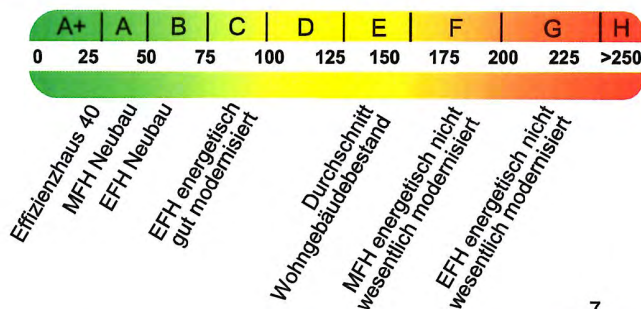 A+ A B C D E F G H
0 25 50 75 100 125 150 175 200 225 >250
Effizienzhaus 40
MFH Neubau
EFH Neubau
EFH energetisch
gut modernisiert
Durchschnitt
Wohngebäudebestand
MFH energetisch nicht
wesentlich modernisiert
EFH energetisch nicht
wesentlich modernisiert
7